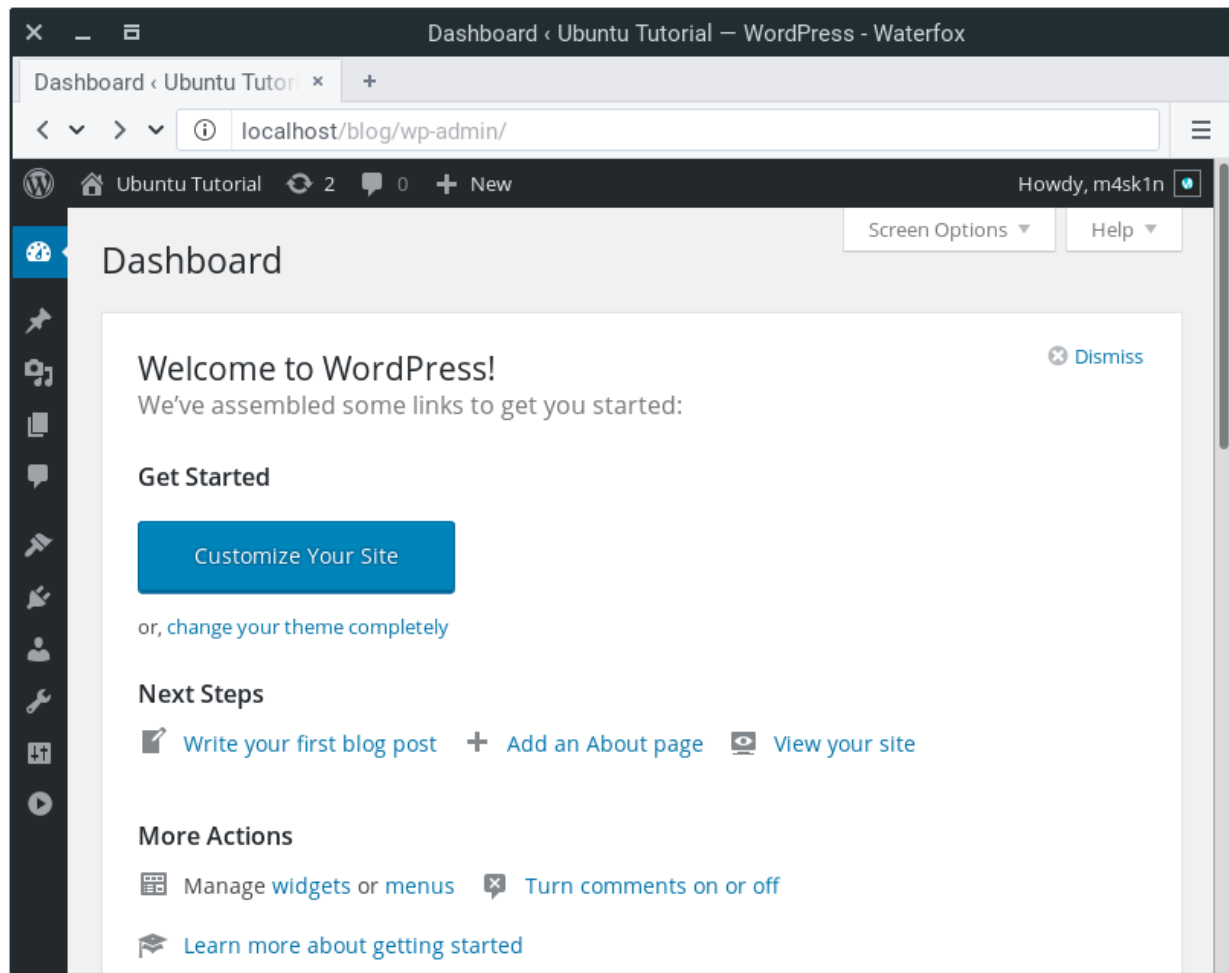 Dashboard ‹ Ubuntu Tutorial — WordPress - Waterfox
Dashboard ‹ Ubuntu Tutori
localhost/blog/wp-admin/
Ubuntu Tutorial 2 0 New Howdy, m4sk1n
Screen Options Help
Dashboard
Welcome to WordPress!
Dismiss
We've assembled some links to get you started:
Get Started
Customize Your Site
or, change your theme completely
Next Steps
Write your first blog post Add an About page View your site
More Actions
Manage widgets or menus Turn comments on or off
Learn more about getting started